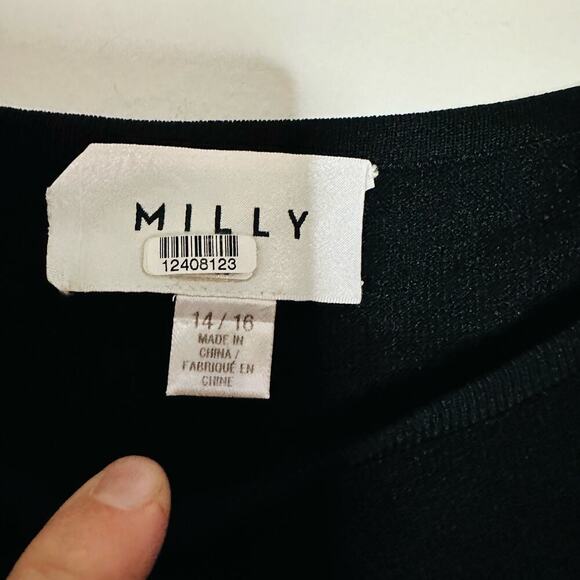 MILLY
12408123
14/16
MADE IN
CHINA /
FABRIQUÉ EN
CHINE